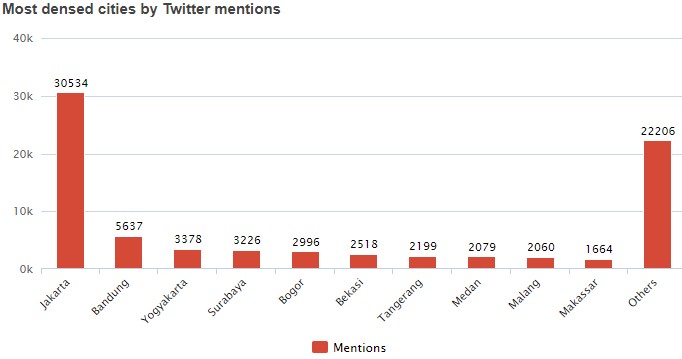 Most densed cities by Twitter mentions
40k
30k
20k
10k
0k
30534
5637
3378
3226
2996
2518
2199
2079
2060
1664
22206
Jakarta
Bandung
Yogyakarta
Surabaya
Bogor
Bekasi
Tangerang
Medan
Malang
Makassar
Others
Mentions